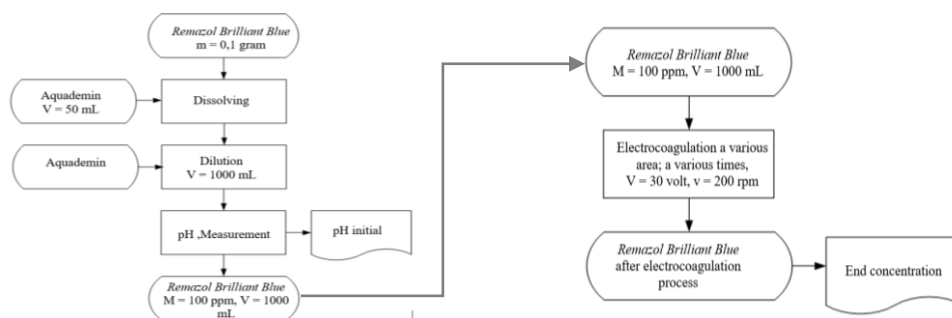 Remazol Brilliant Blue
m = 0,1 gram
Aquademin
V = 50 mL
Dissolving
Aquademin
Dilution
V = 1000 mL
pH ,Measurement
pH initial
Remazol Brilliant Blue
M = 100 ppm, V = 1000
mL
Remazol Brilliant Blue
M = 100 ppm, V = 1000 mL
Electrocoagulation a various
area; a various times,
V = 30 volt, v = 200 rpm
Remazol Brilliant Blue
after electrocoagulation
process
End concentration